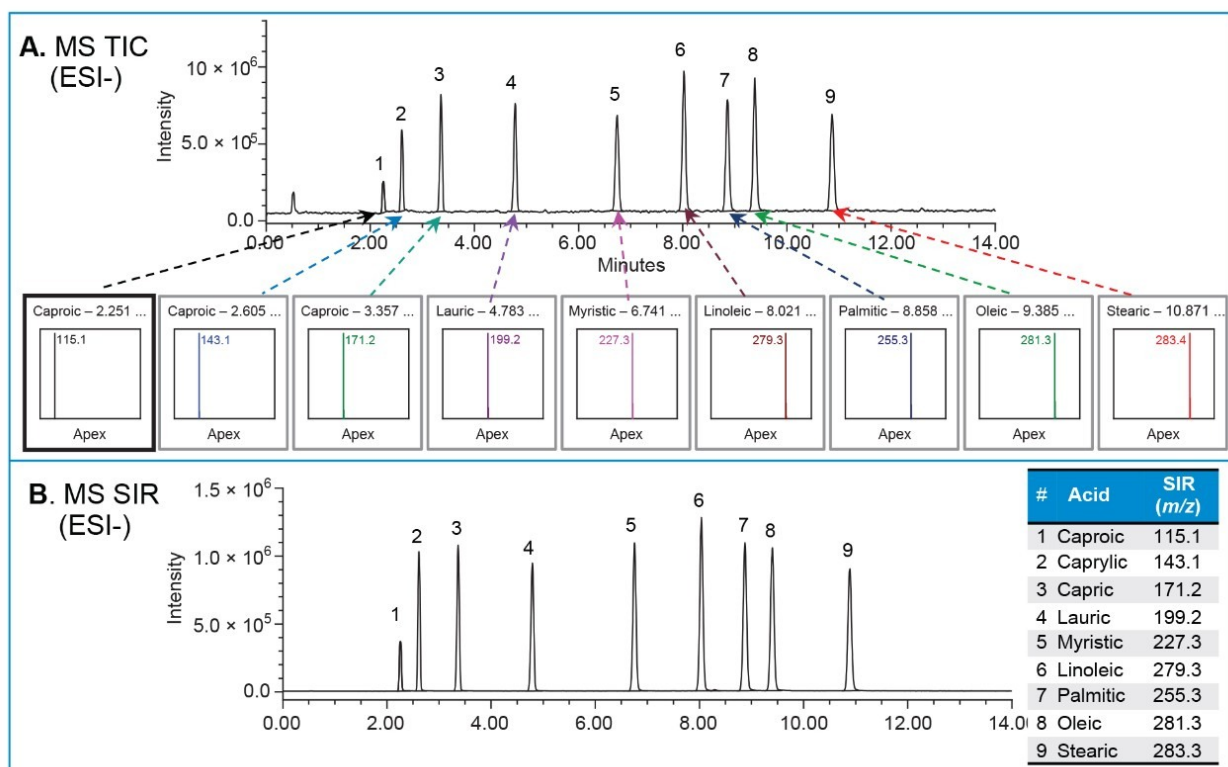 A. MS TIC
(ESI-)
Intensity
10 × 10⁶
5.0 × 10⁵
0.0
1
2
3
4
5
6
7
8
9
0.00 2.00 4.00 6.00 8.00 10.00 12.00 14.00
Minutes
Caproic – 2.251 ...
115.1
Apex
Caproic – 2.605 ...
143.1
Apex
Caproic – 3.357 ...
171.2
Apex
Lauric – 4.783 ...
199.2
Apex
Myristic – 6.741 ...
227.3
Apex
Linoleic – 8.021 ...
279.3
Apex
Palmitic – 8.858 ...
255.3
Apex
Oleic – 9.385 ...
281.3
Apex
Stearic – 10.871 ...
283.4
Apex
B. MS SIR
(ESI-)
Intensity
1.5 × 10⁶
1.0 × 10⁶
5.0 × 10⁵
0.0
1
2
3
4
5
6
7
8
9
0.00 2.00 4.00 6.00 8.00 10.00 12.00 14.0
# Acid SIR (m/z)
1 Caproic 115.1
2 Caprylic 143.1
3 Capric 171.2
4 Lauric 199.2
5 Myristic 227.3
6 Linoleic 279.3
7 Palmitic 255.3
8 Oleic 281.3
9 Stearic 283.3